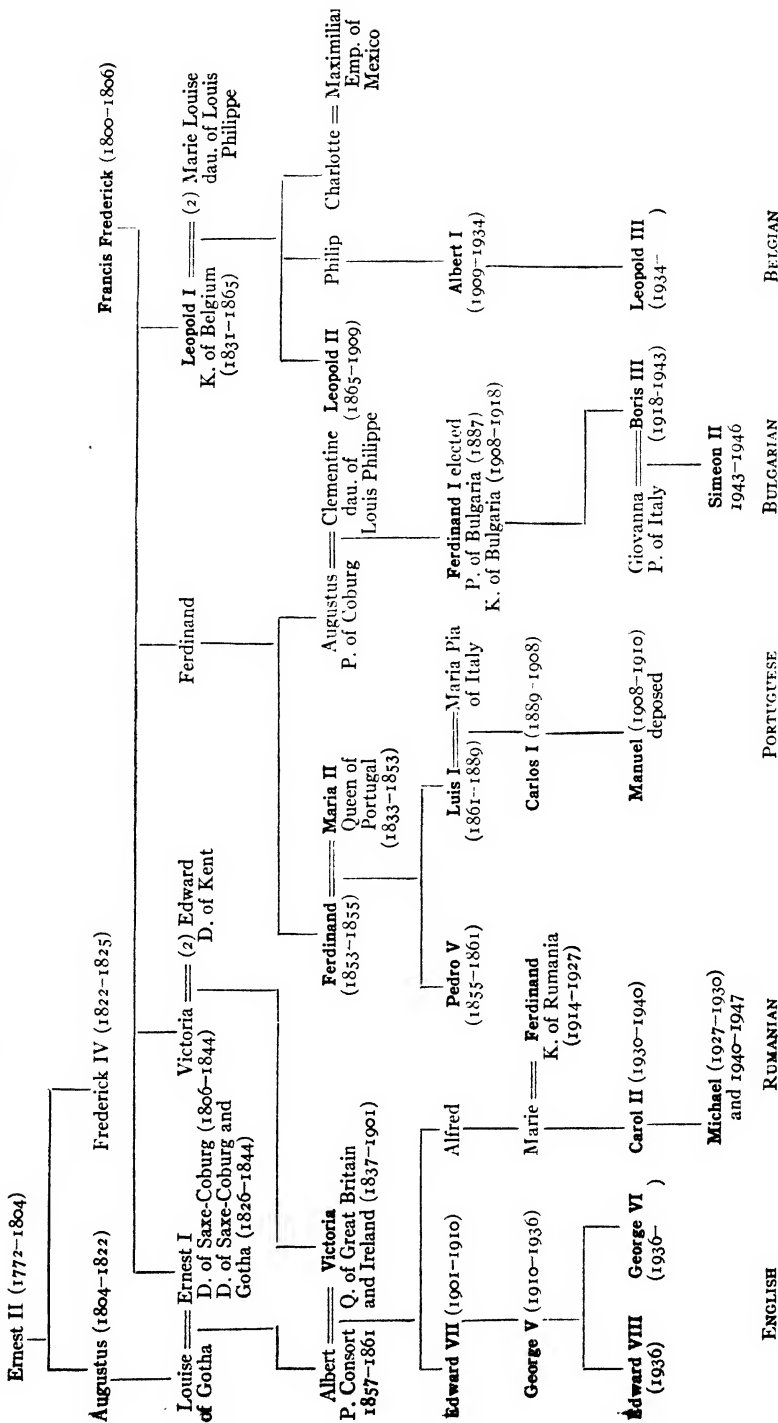 Ernest II (1772–1804)
Augustus (1804–1822)
Frederick IV (1822–1825)
Francis Frederick (1800–1806)
Louise == Ernest I
of Gotha
D. of Saxe-Coburg (1806–1844)
D. of Saxe-Coburg and
Gotha (1826–1844)
Victoria == (2) Edward
D. of Kent
Ferdinand
Leopold I == (2) Marie Louise
K. of Belgium
(1831–1865)
dau. of Louis
Philippe
Albert == Victoria
P. Consort
1857–1861
Q. of Great Britain
and Ireland (1837–1901)
Ferdinand == Maria II
(1853–1855)
Queen of
Portugal
(1833–1853)
Augustus == Clementine
P. of Coburg
dau. of
Louis Philippe
Leopold II
(1865–1909)
Philip
Charlotte == Maximilian
Emp. of
Mexico
Edward VII (1901–1910)
Alfred
Pedro V
(1855–1861)
Luis I == Maria Pia
(1861–1889)
of Italy
Ferdinand I elected
P. of Bulgaria (1887)
K. of Bulgaria (1908–1918)
Albert I
(1909–1934)
George V (1910–1936)
Marie == Ferdinand
K. of Rumania
(1914–1927)
Carlos I (1889–1908)
Edward VIII
(1936)
George VI
(1936– )
Carol II (1930–1940)
Manuel (1908–1910)
deposed
Giovanna == Boris III
P. of Italy
(1918-1943)
Leopold III
(1934– )
Michael (1927–1930)
and 1940–1947
Simeon II
1943–1946
ENGLISH
RUMANIAN
PORTUGUESE
BULGARIAN
BELGIAN